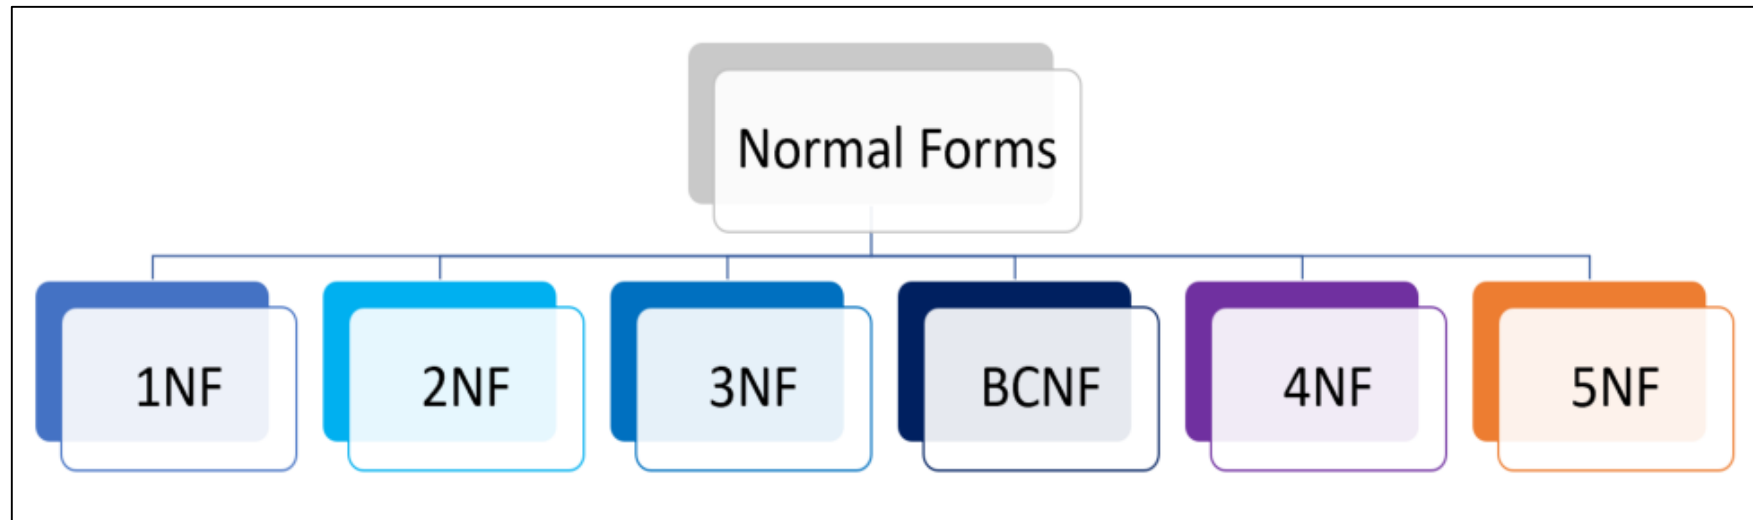 Normal Forms
1NF
2NF
3NF
BCNF
4NF
5NF